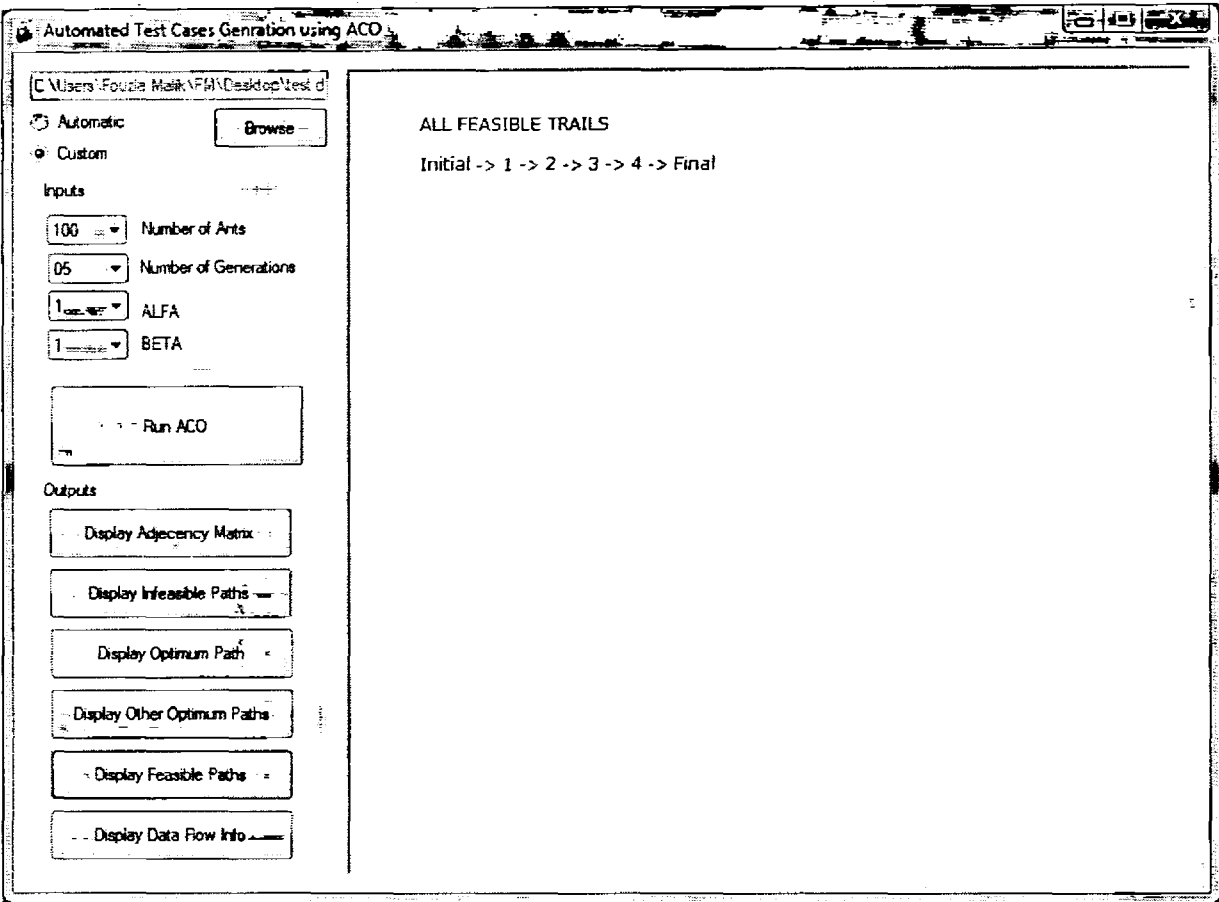 Automated Test Cases Genration using ACO
C:\Users\Fouzia Malik\FM\Desktop\test d
Automatic
Browse
Custom
Inputs
100 Number of Ants
05 Number of Generations
1 ALFA
1 BETA
Run ACO
Outputs
Display Adjecency Matrix
Display Infeasible Paths
Display Optimum Path
Display Other Optimum Paths
Display Feasible Paths
Display Data Flow Info
ALL FEASIBLE TRAILS
Initial -> 1 -> 2 -> 3 -> 4 -> Final